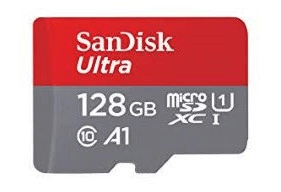 SanDisk
Ultra
128 GB micro SD XC I U1
10 A1